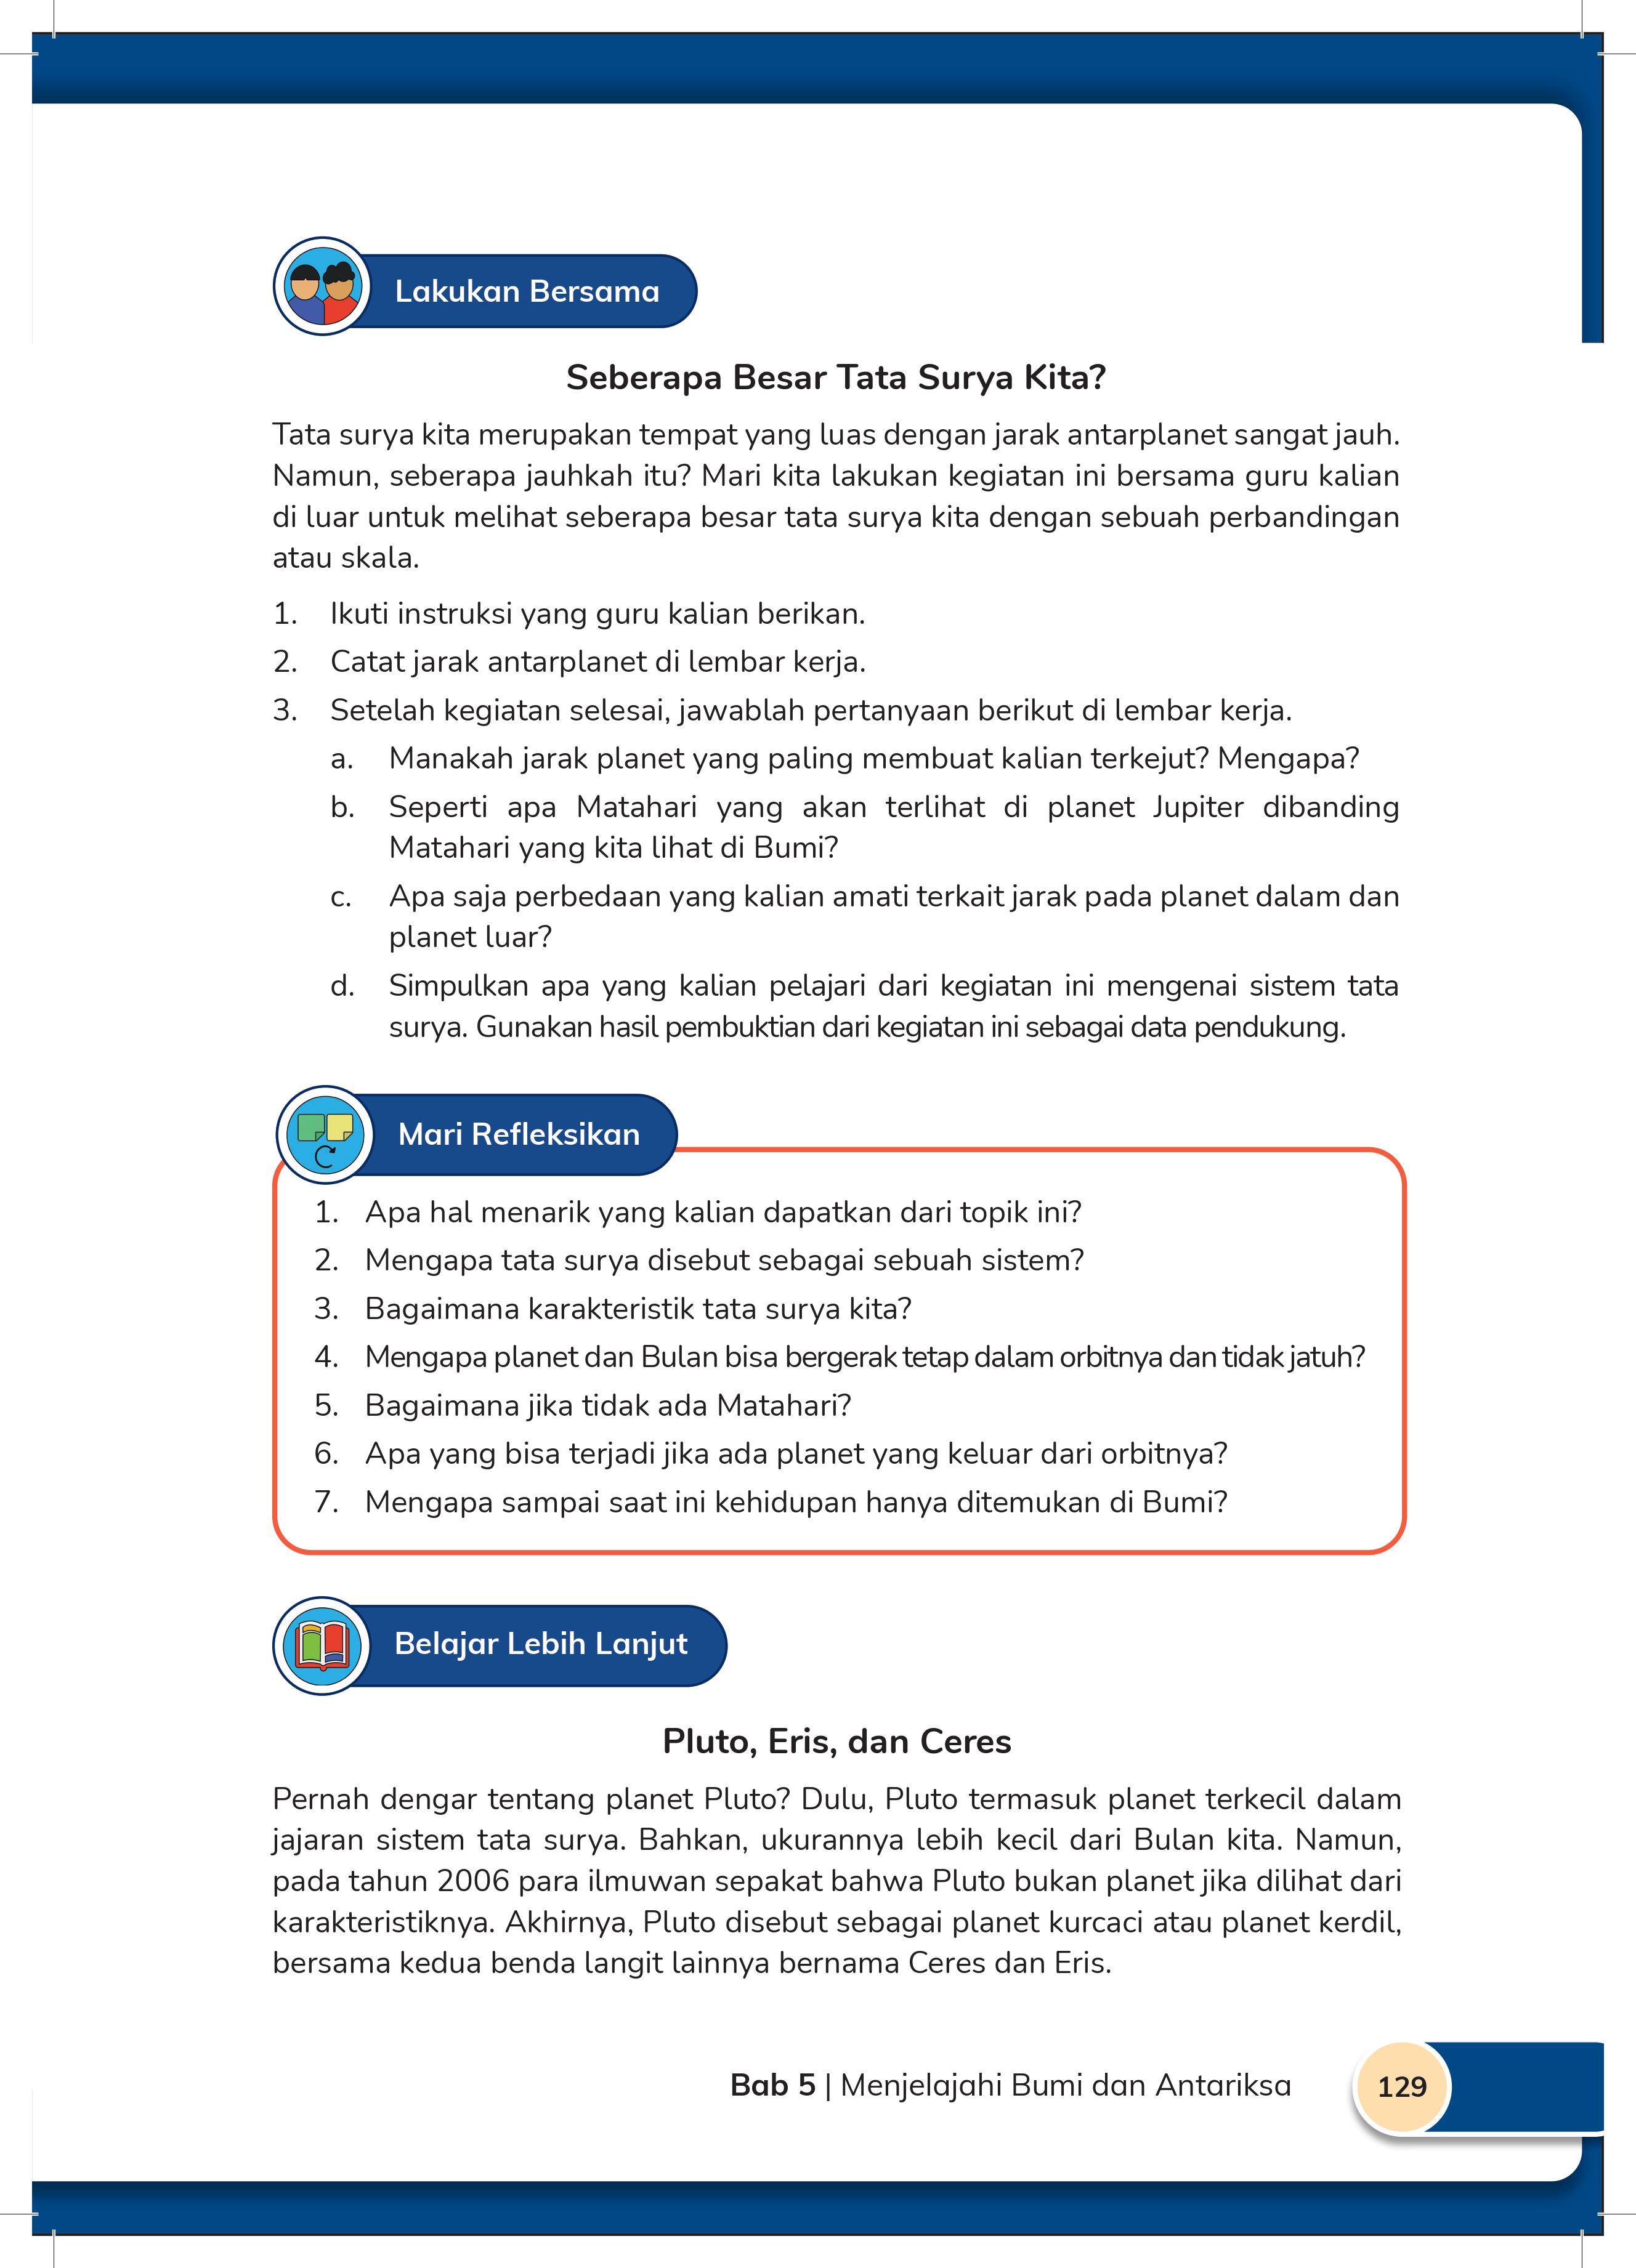 Lakukan Bersama
Seberapa Besar Tata Surya Kita?
Tata surya kita merupakan tempat yang luas dengan jarak antarplanet sangat jauh.
Namun, seberapa jauhkah itu? Mari kita lakukan kegiatan ini bersama guru kalian
di luar untuk melihat seberapa besar tata surya kita dengan sebuah perbandingan
atau skala.
1. Ikuti instruksi yang guru kalian berikan.
2. Catat jarak antarplanet di lembar kerja.
3. Setelah kegiatan selesai, jawablah pertanyaan berikut di lembar kerja.
a. Manakah jarak planet yang paling membuat kalian terkejut? Mengapa?
b. Seperti apa Matahari yang akan terlihat di planet Jupiter dibanding
Matahari yang kita lihat di Bumi?
c. Apa saja perbedaan yang kalian amati terkait jarak pada planet dalam dan
planet luar?
d. Simpulkan apa yang kalian pelajari dari kegiatan ini mengenai sistem tata
surya. Gunakan hasil pembuktian dari kegiatan ini sebagai data pendukung.
Mari Refleksikan
1. Apa hal menarik yang kalian dapatkan dari topik ini?
2. Mengapa tata surya disebut sebagai sebuah sistem?
3. Bagaimana karakteristik tata surya kita?
4. Mengapa planet dan Bulan bisa bergerak tetap dalam orbitnya dan tidak jatuh?
5. Bagaimana jika tidak ada Matahari?
6. Apa yang bisa terjadi jika ada planet yang keluar dari orbitnya?
7. Mengapa sampai saat ini kehidupan hanya ditemukan di Bumi?
Belajar Lebih Lanjut
Pluto, Eris, dan Ceres
Pernah dengar tentang planet Pluto? Dulu, Pluto termasuk planet terkecil dalam
jajaran sistem tata surya. Bahkan, ukurannya lebih kecil dari Bulan kita. Namun,
pada tahun 2006 para ilmuwan sepakat bahwa Pluto bukan planet jika dilihat dari
karakteristiknya. Akhirnya, Pluto disebut sebagai planet kurcaci atau planet kerdil,
bersama kedua benda langit lainnya bernama Ceres dan Eris.
Bab 5 | Menjelajahi Bumi dan Antariksa
129